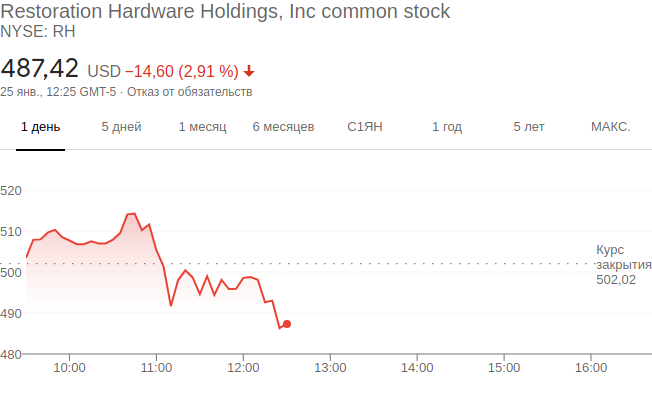 Restoration Hardware Holdings, Inc common stock
NYSE: RH
487,42 USD −14,60 (2,91 %)
25 янв., 12:25 GMT-5 · Отказ от обязательств
1 день 5 дней 1 месяц 6 месяцев С1ЯН 1 год 5 лет МАКС.
520
510
Курс
закрытия
502,02
500
490
480
10:00 11:00 12:00 13:00 14:00 15:00 16:00